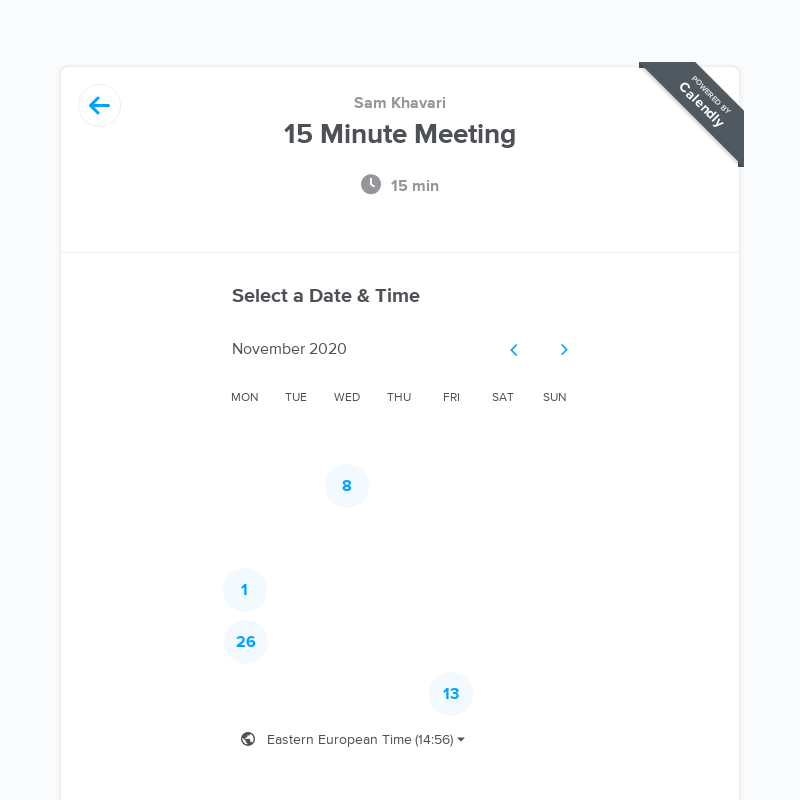 POWERED BY
Calendly
Sam Khavari
15 Minute Meeting
15 min
Select a Date & Time
November 2020
MON TUE WED THU FRI SAT SUN
8
1
26
13
Eastern European Time (14:56)